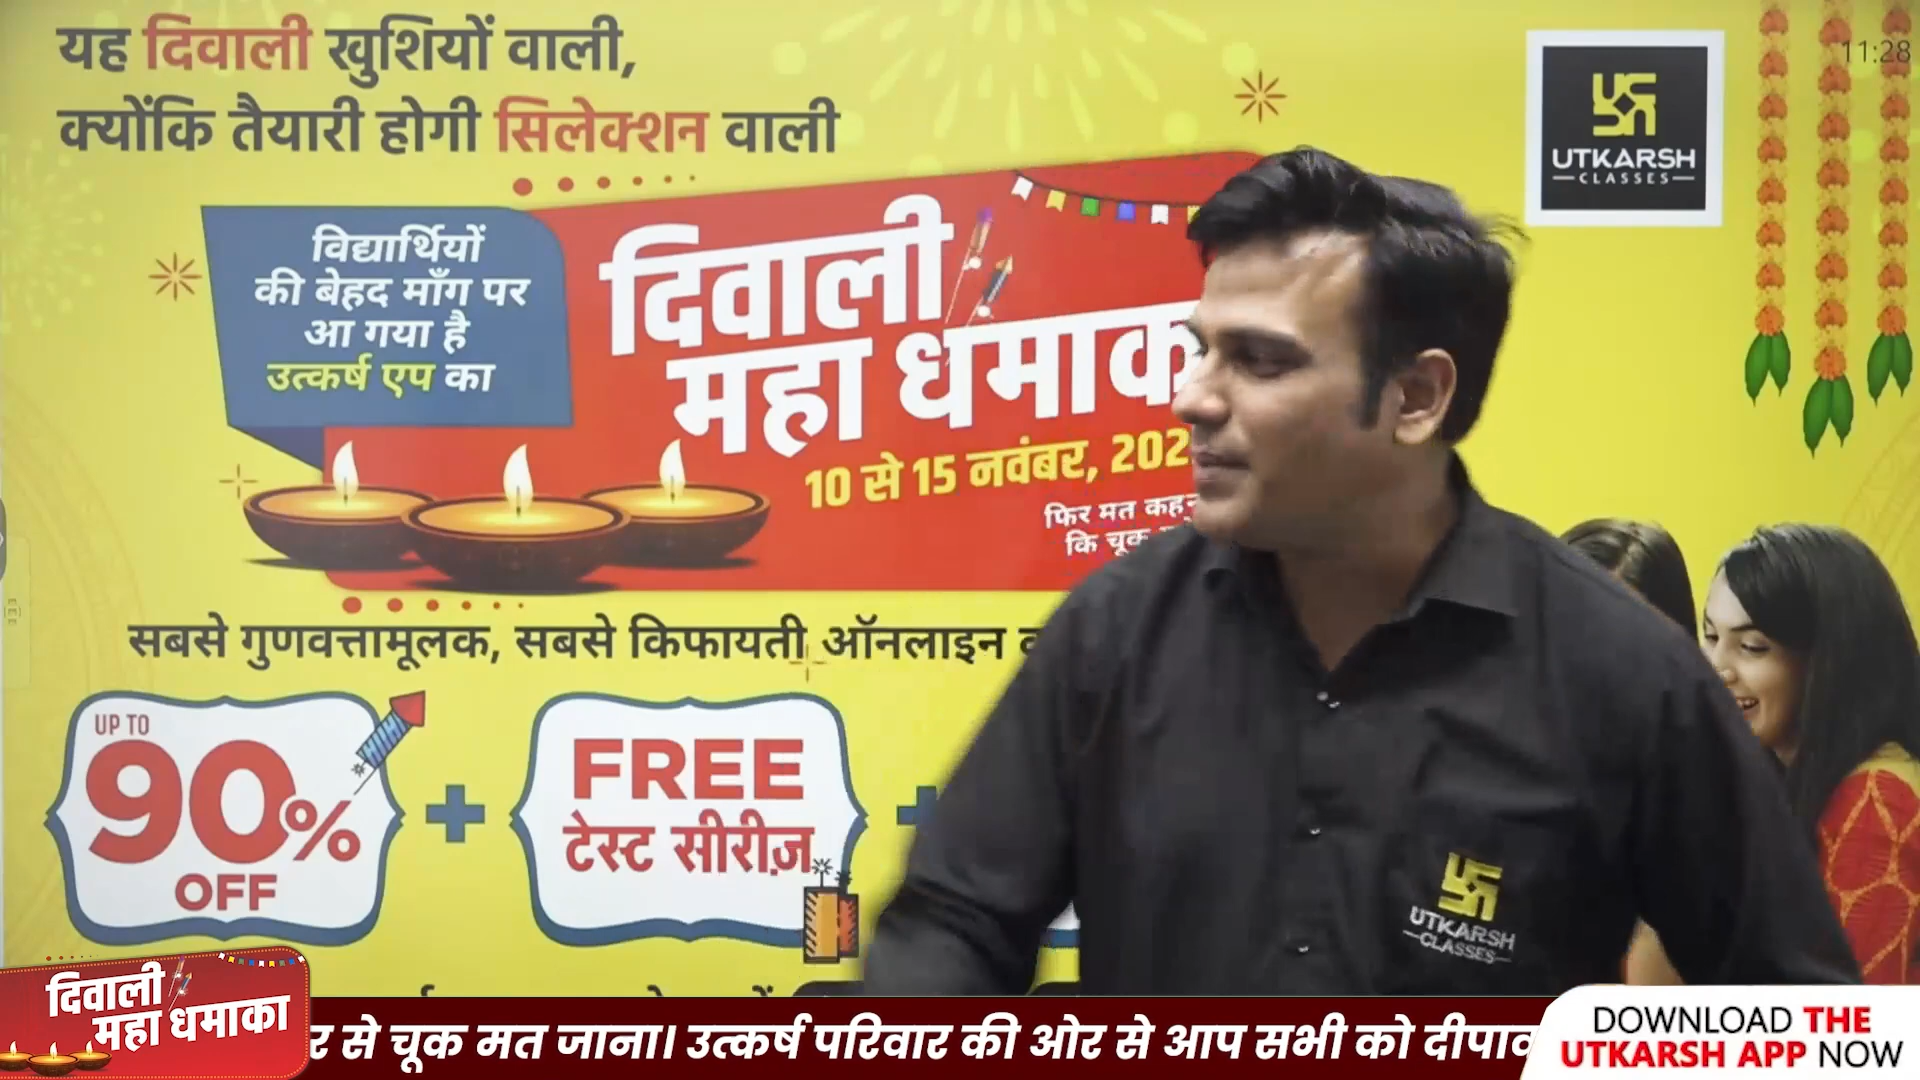 यह दिवाली खुशियों वाली,
क्योंकि तैयारी होगी सिलेक्शन वाली
11:28
UTKARSH
CLASSES
विद्यार्थियों
की बेहद माँग पर
आ गया है
उत्कर्ष एप का
दिवाली
महा धमाक
10 से 15 नवंबर, 202
फिर मत कहना
कि चूक
सबसे गुणवत्तामूलक, सबसे किफायती ऑनलाइन
UP TO
90%
OFF
+
FREE
टेस्ट सीरीज़
UTKARSH
CLASSES
दिवाली
महा धमाका
र से चूक मत जाना। उत्कर्ष परिवार की ओर से आप सभी को दीपाव
DOWNLOAD THE
UTKARSH APP NOW